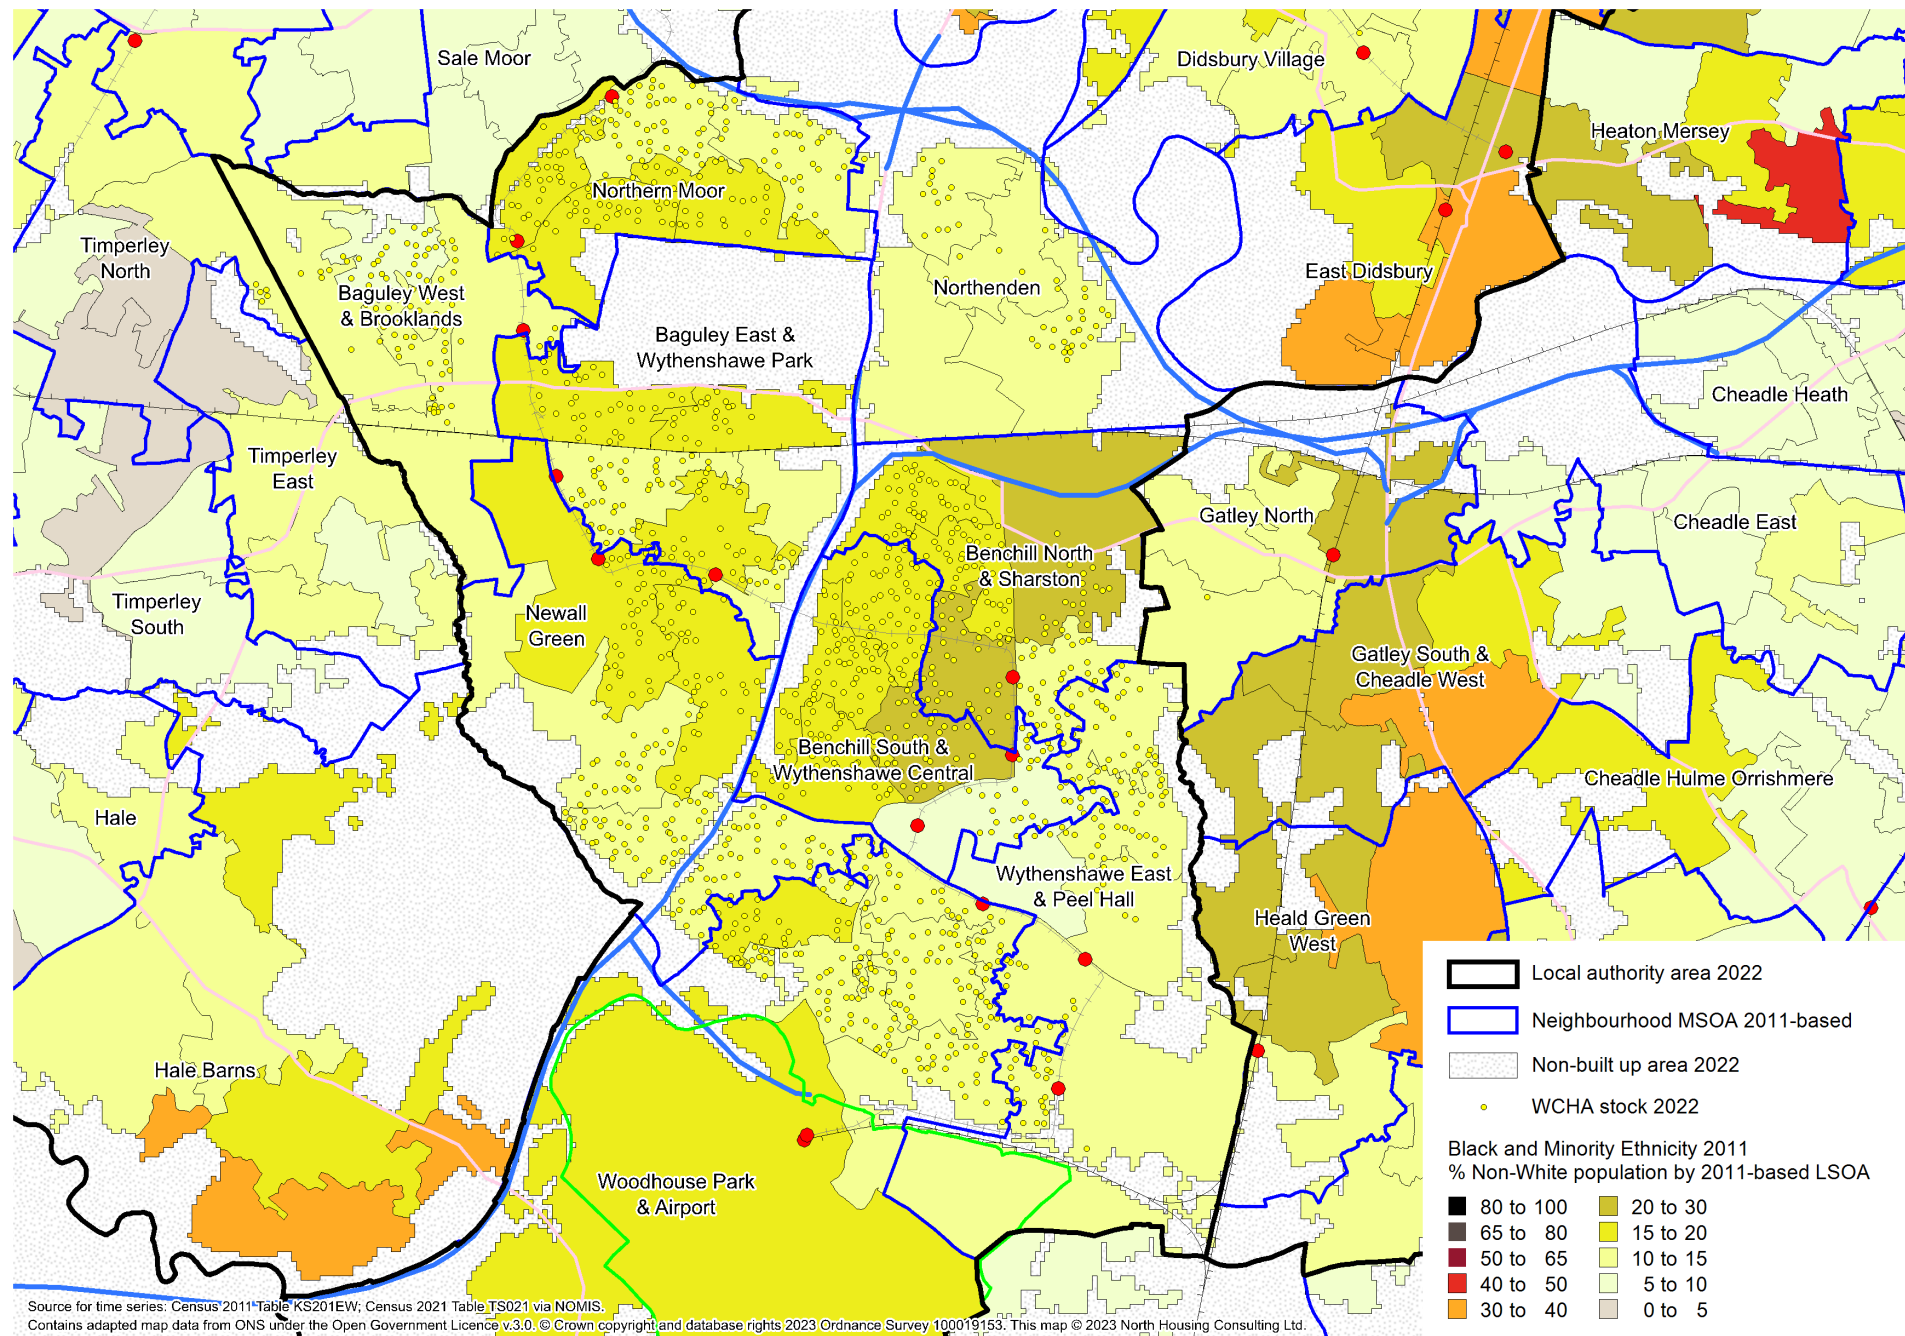 Sale Moor
Didsbury Village
Heaton Mersey
Northern Moor
Timperley
North
Baguley West
& Brooklands
Northenden
East Didsbury
Baguley East &
Wythenshawe Park
Cheadle Heath
Timperley
East
Gatley North
Cheadle East
Benchill North
& Sharston
Timperley
South
Newall
Green
Gatley South &
Cheadle West
Benchill South &
Wythenshawe Central
Cheadle Hulme Orrishmere
Hale
Wythenshawe East
& Peel Hall
Heald Green
West
Hale Barns
Woodhouse Park
& Airport
Local authority area 2022
Neighbourhood MSOA 2011-based
Non-built up area 2022
WCHA stock 2022
Black and Minority Ethnicity 2011
% Non-White population by 2011-based LSOA
80 to 100
65 to 80
50 to 65
40 to 50
30 to 40
20 to 30
15 to 20
10 to 15
5 to 10
0 to 5
Source for time series: Census 2011 Table KS201EW; Census 2021 Table TS021 via NOMIS.
Contains adapted map data from ONS under the Open Government Licence v.3.0. © Crown copyright and database rights 2023 Ordnance Survey 100019153. This map © 2023 North Housing Consulting Ltd.